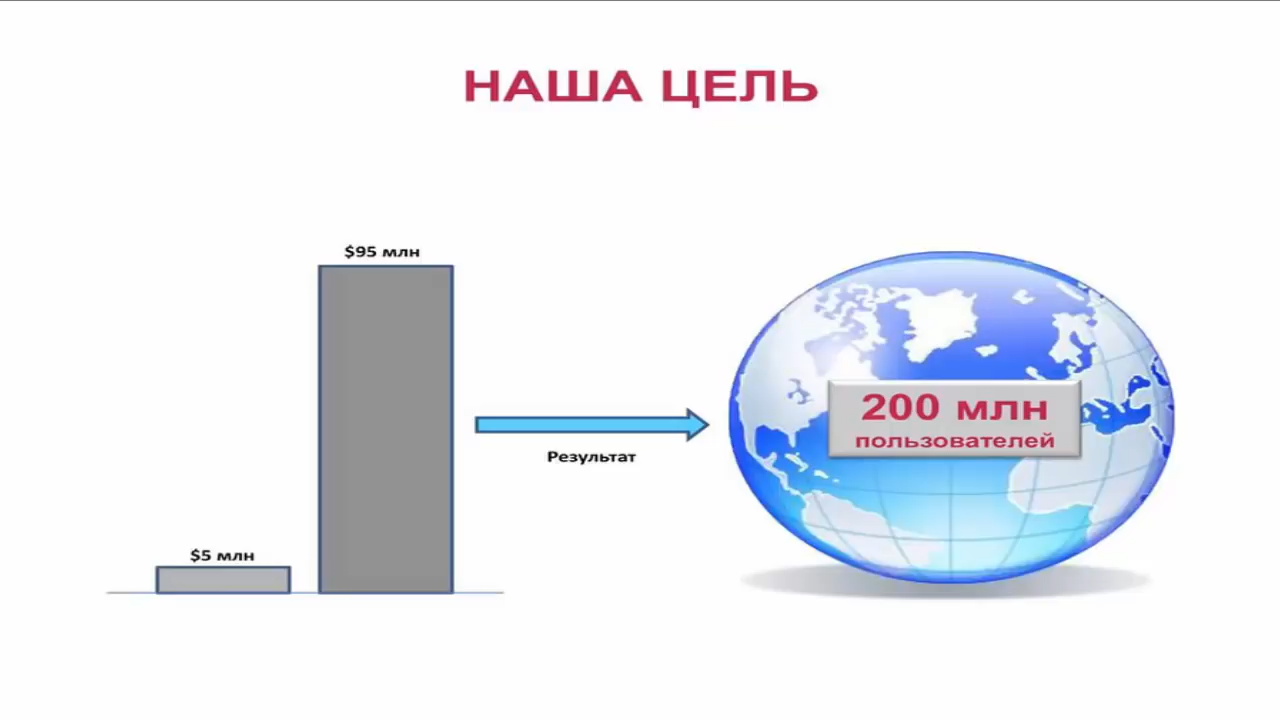 НАША ЦЕЛЬ
$95 млн
$5 млн
Результат
200 млн
пользователей